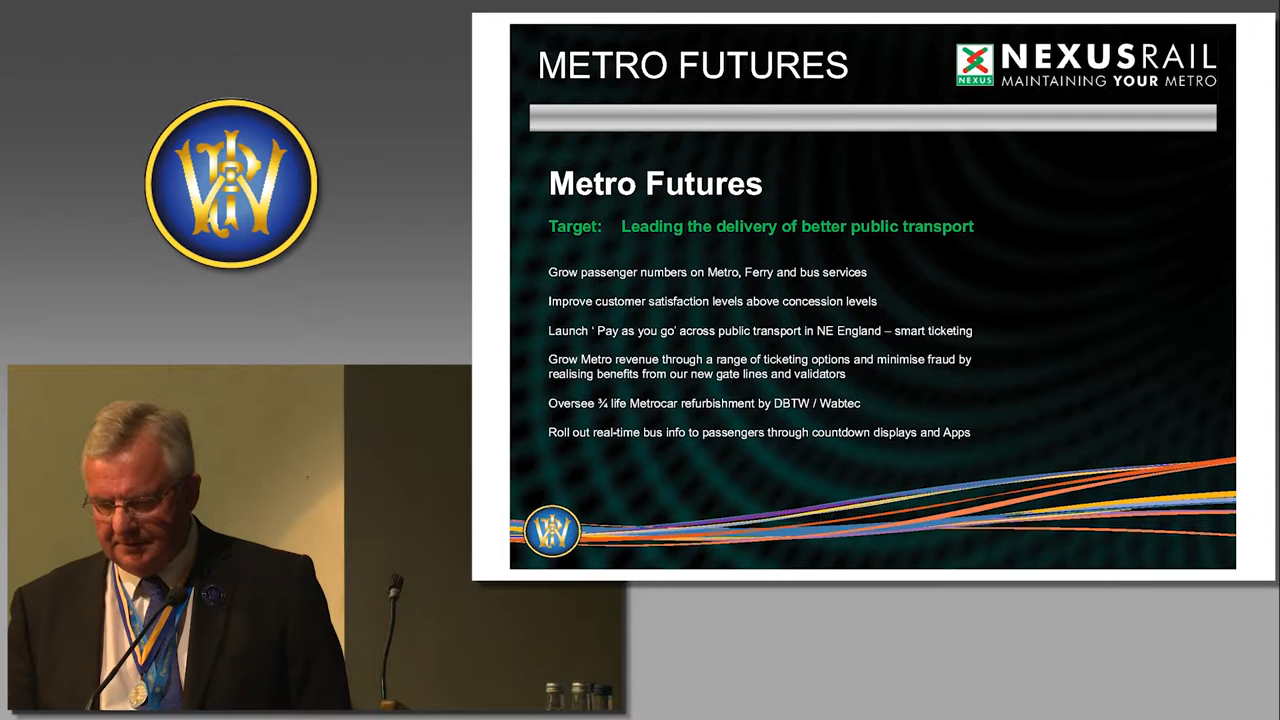 METRO FUTURES
NEXUS
NEXUSRAIL
MAINTAINING YOUR METRO
Metro Futures
Target: Leading the delivery of better public transport
Grow passenger numbers on Metro, Ferry and bus services
Improve customer satisfaction levels above concession levels
Launch ‘ Pay as you go’ across public transport in NE England – smart ticketing
Grow Metro revenue through a range of ticketing options and minimise fraud by
realising benefits from our new gate lines and validators
Oversee ¾ life Metrocar refurbishment by DBTW / Wabtec
Roll out real-time bus info to passengers through countdown displays and Apps